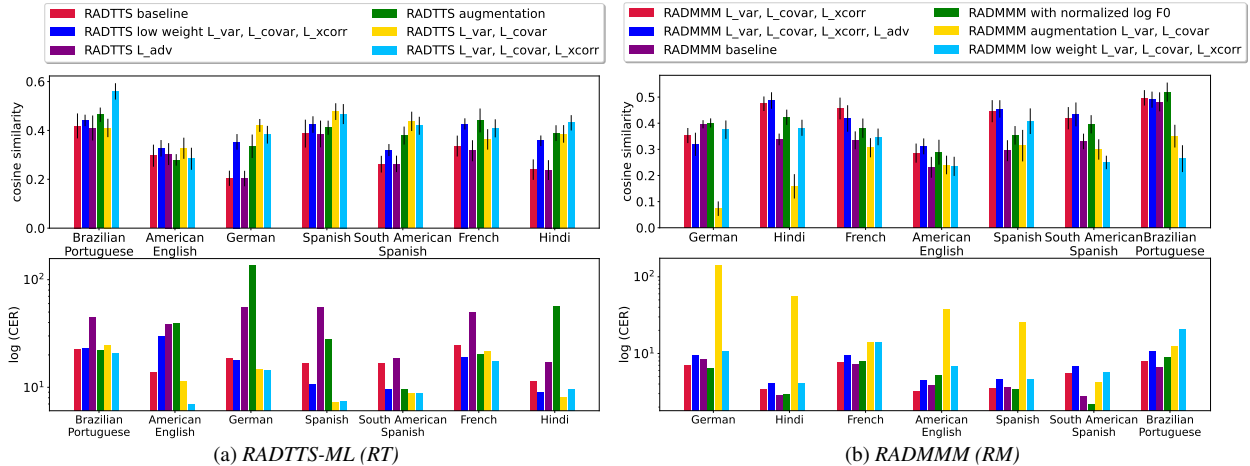 RADTTS baseline
RADTTS low weight L_var, L_covar, L_xcorr
RADTTS L_adv
RADTTS augmentation
RADTTS L_var, L_covar
RADTTS L_var, L_covar, L_xcorr
cosine similarity
0.6
0.4
0.2
0.0
Brazilian Portuguese
American English
German
Spanish
South American Spanish
French
Hindi
log (CER)
10²
10¹
Brazilian Portuguese
American English
German
Spanish
South American Spanish
French
Hindi
(a) RADTTS-ML (RT)
RADMMM L_var, L_covar, L_xcorr
RADMMM L_var, L_covar, L_xcorr, L_adv
RADMMM baseline
RADMMM with normalized log F0
RADMMM augmentation L_var, L_covar
RADMMM low weight L_var, L_covar, L_xcorr
cosine similarity
0.5
0.4
0.3
0.2
0.1
0.0
German
Hindi
French
American English
Spanish
South American Spanish
Brazilian Portuguese
log (CER)
10²
10¹
German
Hindi
French
American English
Spanish
South American Spanish
Brazilian Portuguese
(b) RADMMM (RM)